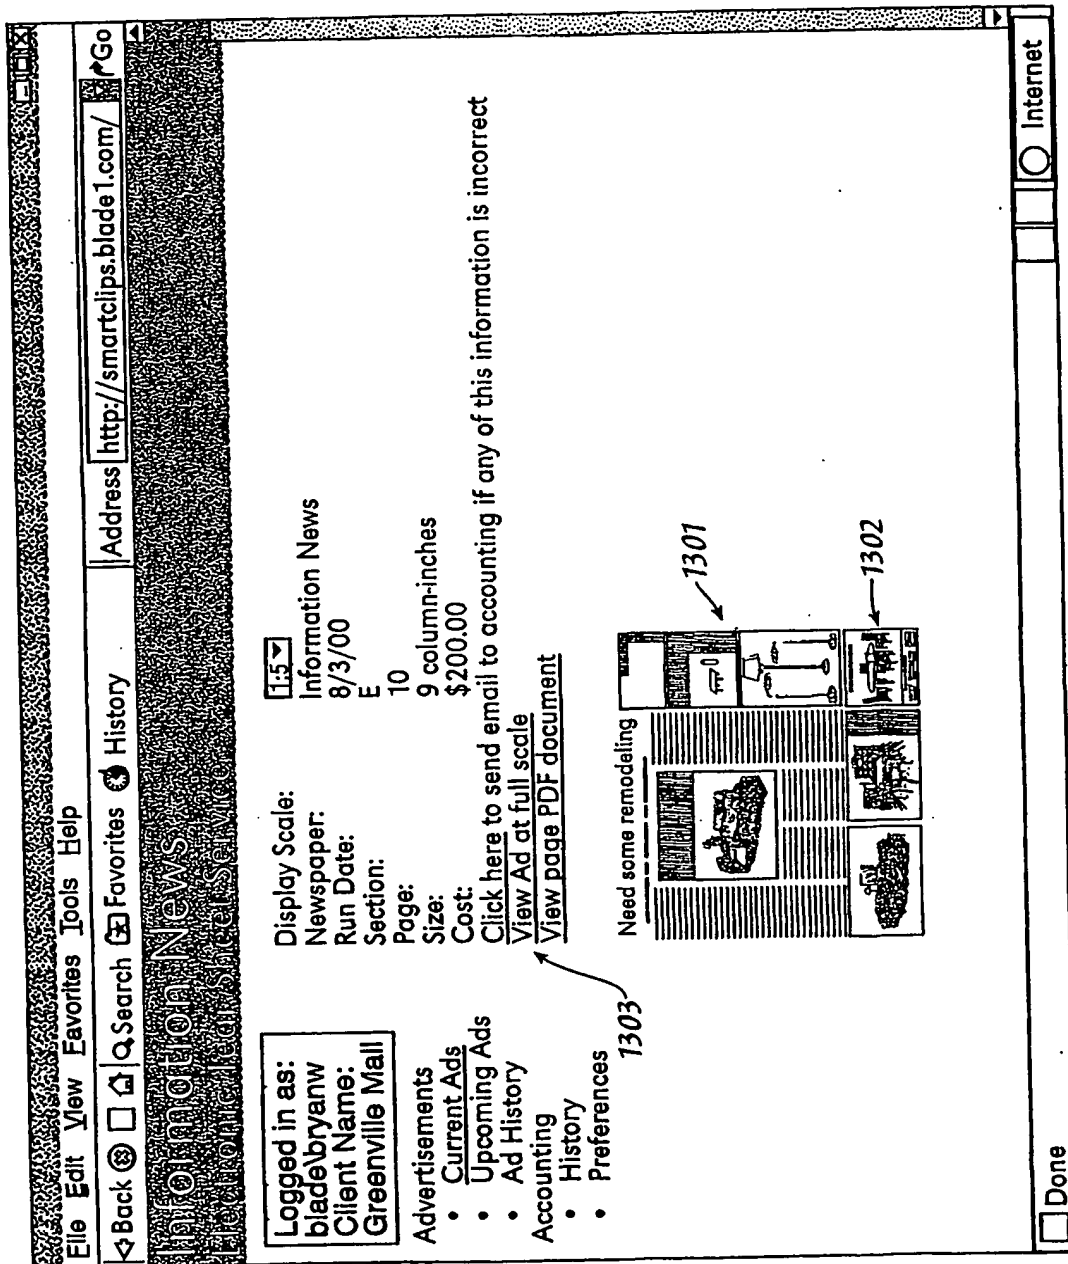 File Edit View Favorites Tools Help
Back Search Favorites History Address http://smartclips.blade1.com/ Go
Information News
Electronic Tear Sheet Service
Logged in as:
blade\bryanw
Client Name:
Greenville Mall
Advertisements
• Current Ads
• Upcoming Ads
• Ad History
Accounting
• History
• Preferences
Display Scale: 1:5
Newspaper: Information News
Run Date: 8/3/00
Section: E
Page: 10
Size: 9 column-inches
Cost: $200.00
Click here to send email to accounting if any of this information is incorrect
View Ad at full scale
View page PDF document
1303
Need some remodeling
1301
1302
Done Internet